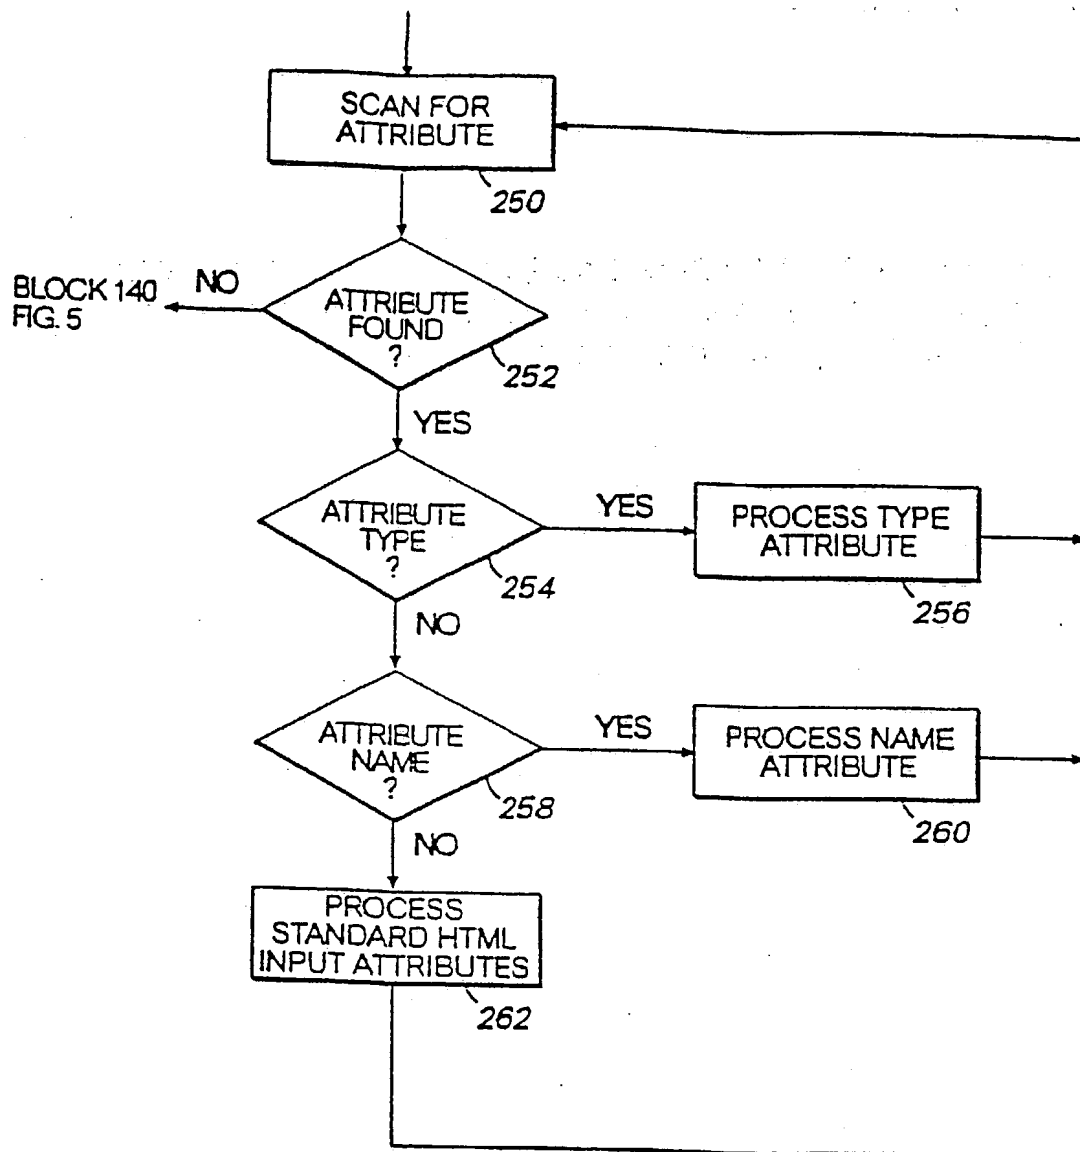 SCAN FOR
ATTRIBUTE
250
BLOCK 140
FIG. 5
NO
ATTRIBUTE
FOUND
?
252
YES
ATTRIBUTE
TYPE
?
254
YES
PROCESS TYPE
ATTRIBUTE
256
NO
ATTRIBUTE
NAME
?
258
YES
PROCESS NAME
ATTRIBUTE
260
NO
PROCESS
STANDARD HTML
INPUT ATTRIBUTES
262